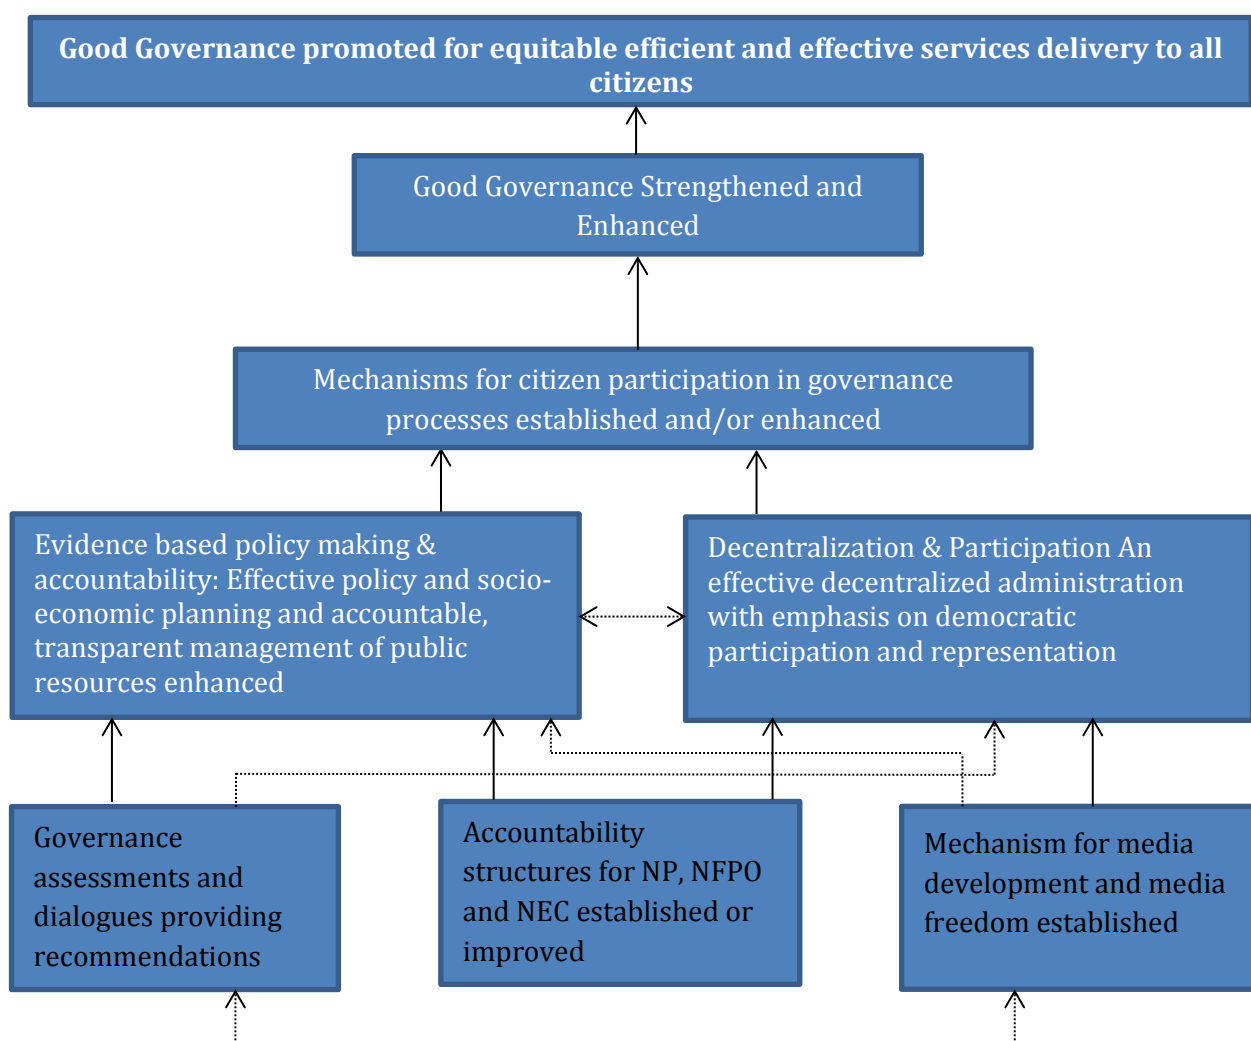 Good Governance promoted for equitable efficient and effective services delivery to all
citizens
Good Governance Strengthened and
Enhanced
Mechanisms for citizen participation in governance
processes established and/or enhanced
Evidence based policy making &
accountability: Effective policy and socio-
economic planning and accountable,
transparent management of public
resources enhanced
Decentralization & Participation An
effective decentralized administration
with emphasis on democratic
participation and representation
Governance
assessments and
dialogues providing
recommendations
Accountability
structures for NP, NFPO
and NEC established or
improved
Mechanism for media
development and media
freedom established